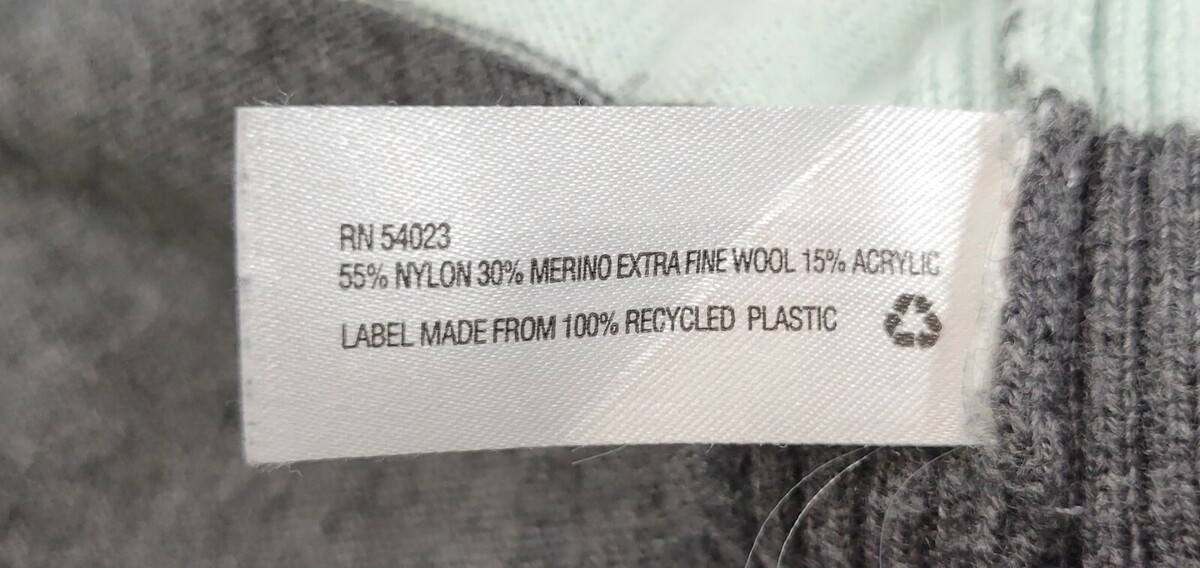 RN 54023
55% NYLON 30% MERINO EXTRA FINE WOOL 15% ACRYLIC
LABEL MADE FROM 100% RECYCLED PLASTIC